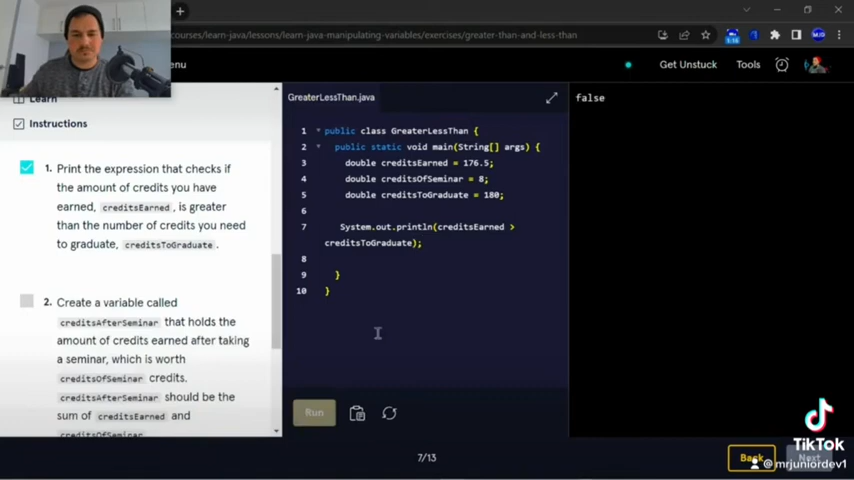 courses/learn-java/lessons/learn-java-manipulating-variables/exercises/greater-than-and-less-than
1:16
MJD
enu
Get Unstuck
Tools
Learn
Instructions
1. Print the expression that checks if
the amount of credits you have
earned, creditsEarned, is greater
than the number of credits you need
to graduate, creditsToGraduate.
2. Create a variable called
creditsAfterSeminar that holds the
amount of credits earned after taking
a seminar, which is worth
creditsOfSeminar credits.
creditsAfterSeminar should be the
sum of creditsEarned and
creditsOfSeminar
GreaterLessThan.java
1 public class GreaterLessThan {
2 public static void main(String[] args) {
3 double creditsEarned = 176.5;
4 double creditsOfSeminar = 8;
5 double creditsToGraduate = 180;
6
7 System.out.println(creditsEarned >
creditsToGraduate);
8
9 }
10 }
Run
false
7/13
Back
Next
TikTok
@mrjuniordev1